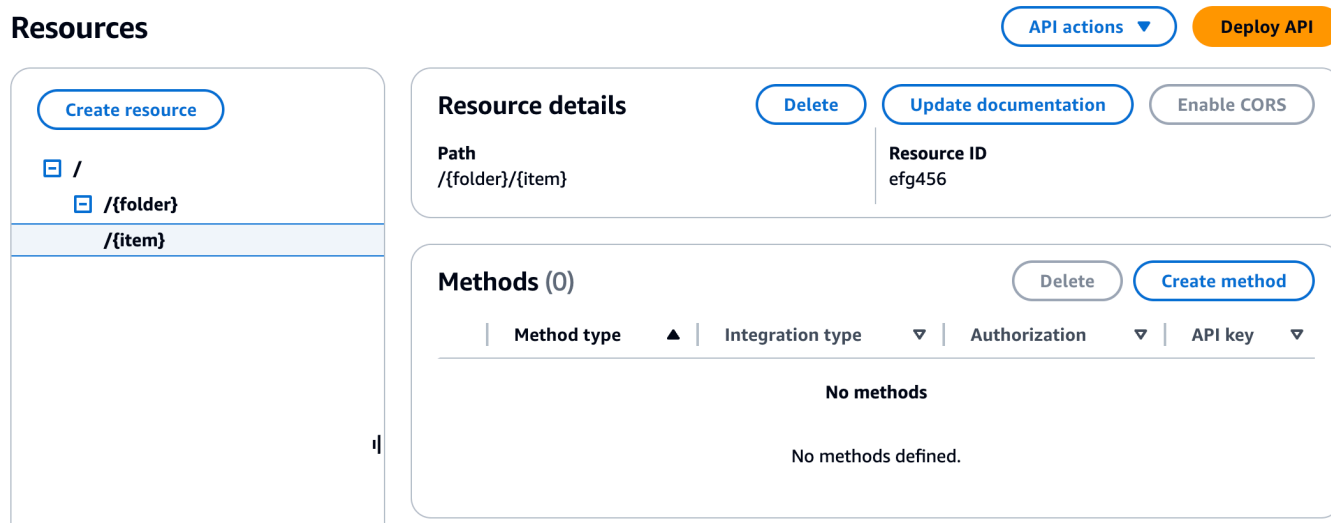 Resources
API actions
Deploy API
Create resource
/
/{folder}
/{item}
Resource details
Delete
Update documentation
Enable CORS
Path
/{folder}/{item}
Resource ID
efg456
Methods (0)
Delete
Create method
Method type
Integration type
Authorization
API key
No methods
No methods defined.